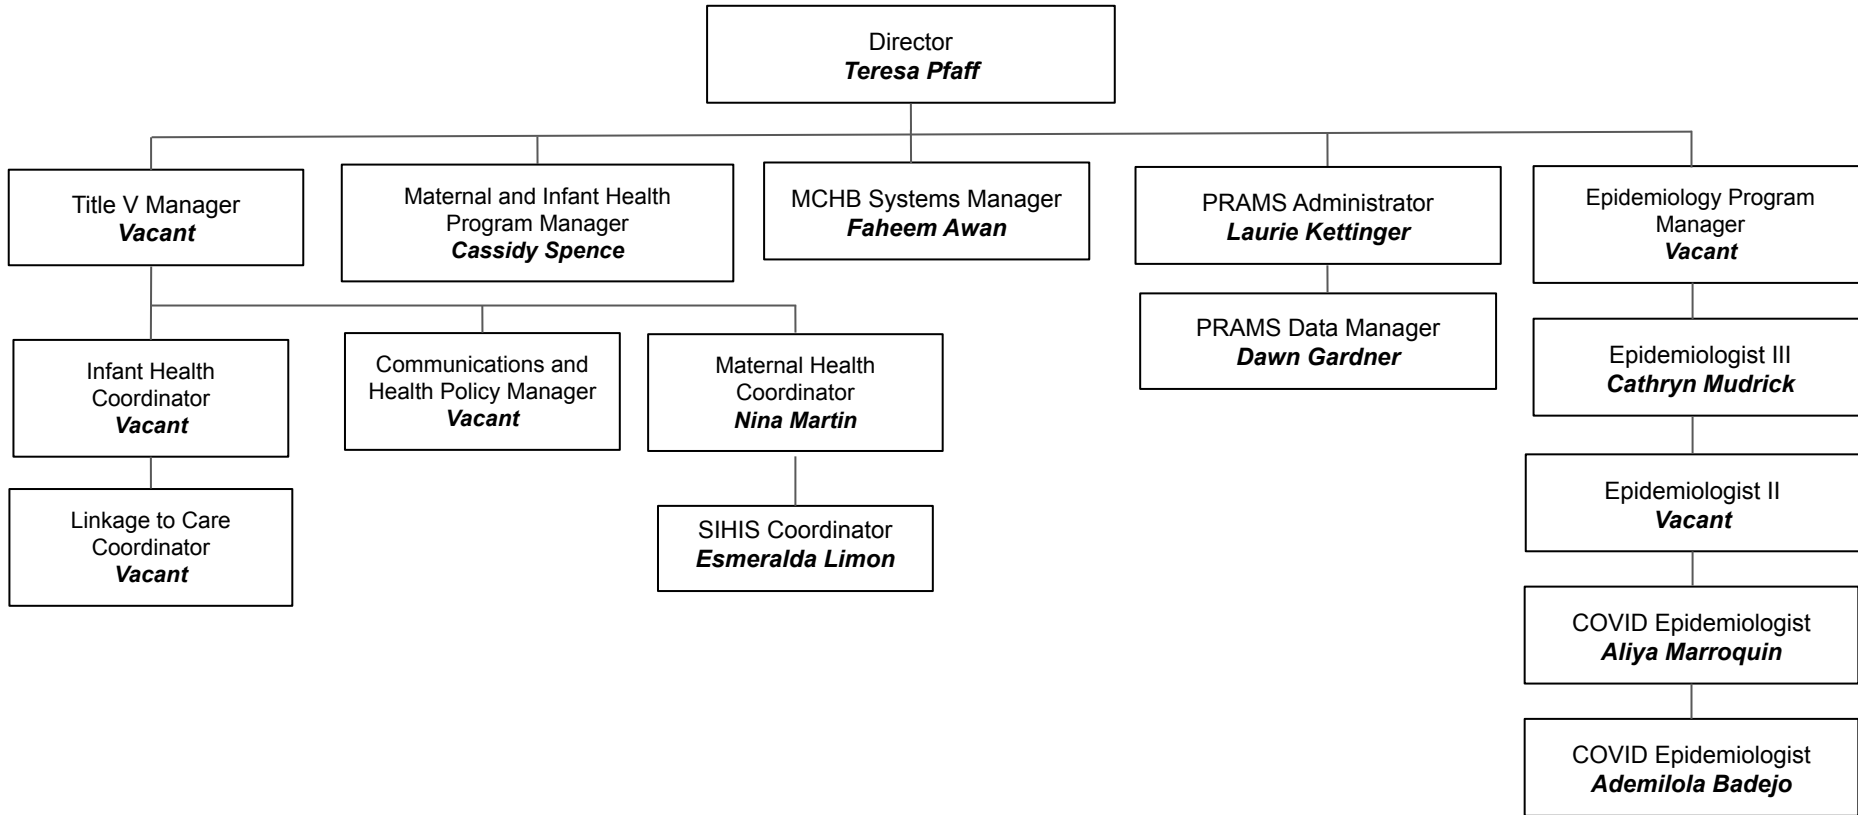 Director
Teresa Pfaff
Title V Manager
Vacant
Maternal and Infant Health
Program Manager
Cassidy Spence
MCHB Systems Manager
Faheem Awan
PRAMS Administrator
Laurie Kettinger
Epidemiology Program
Manager
Vacant
Infant Health
Coordinator
Vacant
Communications and
Health Policy Manager
Vacant
Maternal Health
Coordinator
Nina Martin
PRAMS Data Manager
Dawn Gardner
Epidemiologist III
Cathryn Mudrick
Linkage to Care
Coordinator
Vacant
SIHIS Coordinator
Esmeralda Limon
Epidemiologist II
Vacant
COVID Epidemiologist
Aliya Marroquin
COVID Epidemiologist
Ademilola Badejo